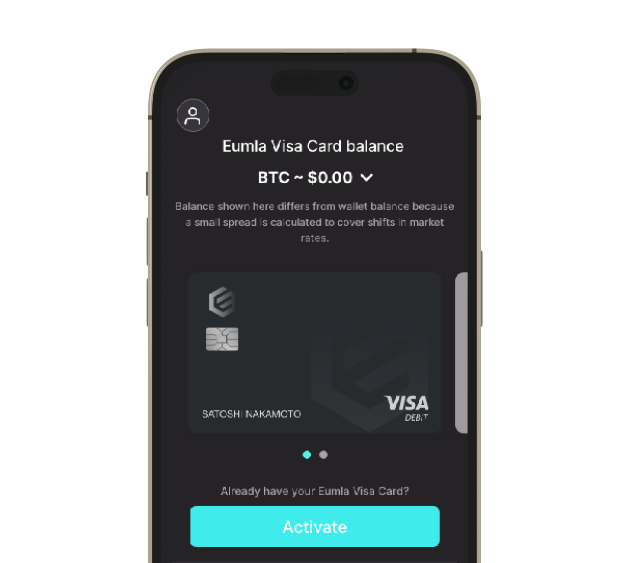 Eumla Visa Card balance
BTC ~ $0.00
Balance shown here differs from wallet balance because
a small spread is calculated to cover shifts in market
rates.
SATOSHI NAKAMOTO
VISA
DEBIT
Already have your Eumla Visa Card?
Activate